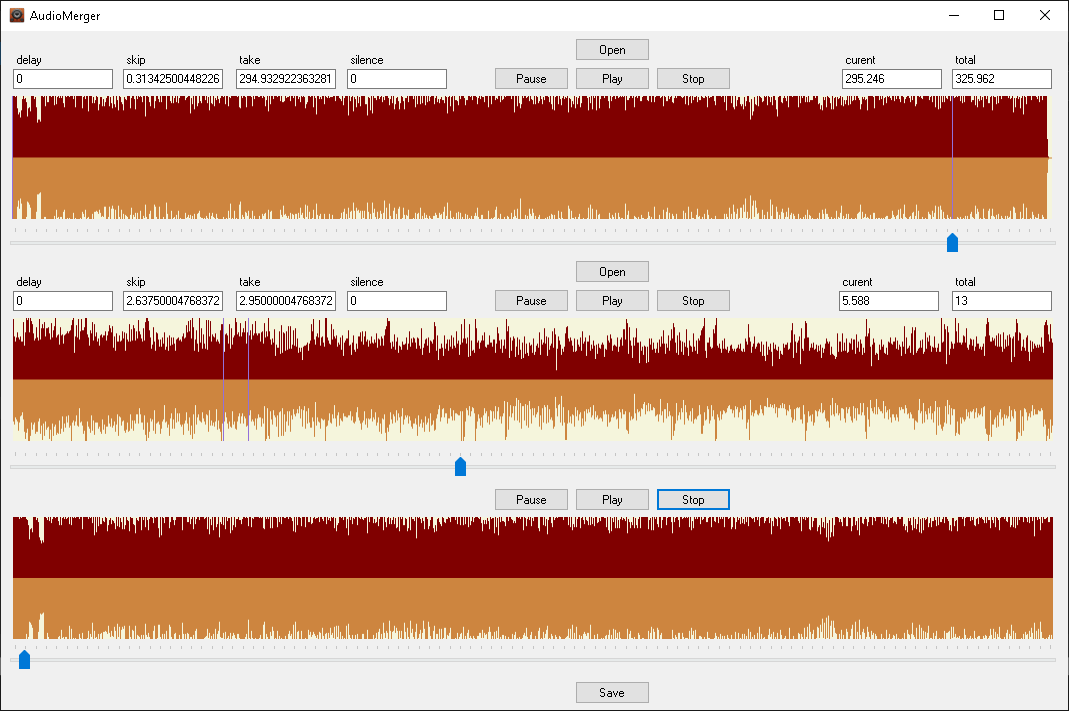 AudioMerger
Open
delay skip take silence curent total
0 0.31342500448226 294.932922363281 0 Pause Play Stop 295.246 325.962
Open
delay skip take silence curent total
0 2.63750004768372 2.95000004768372 0 Pause Play Stop 5.588 13
Pause Play Stop
Save